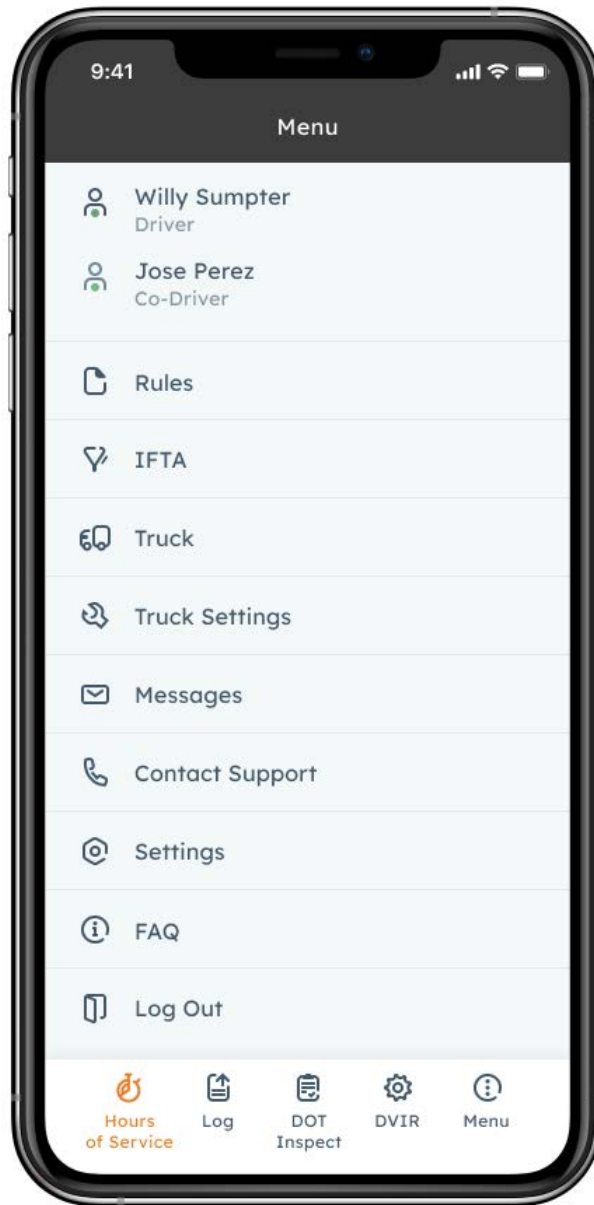 9:41
Menu
Willy Sumpter
Driver
Jose Perez
Co-Driver
Rules
IFTA
Truck
Truck Settings
Messages
Contact Support
Settings
FAQ
Log Out
Hours
of Service
Log
DOT
Inspect
DVIR
Menu